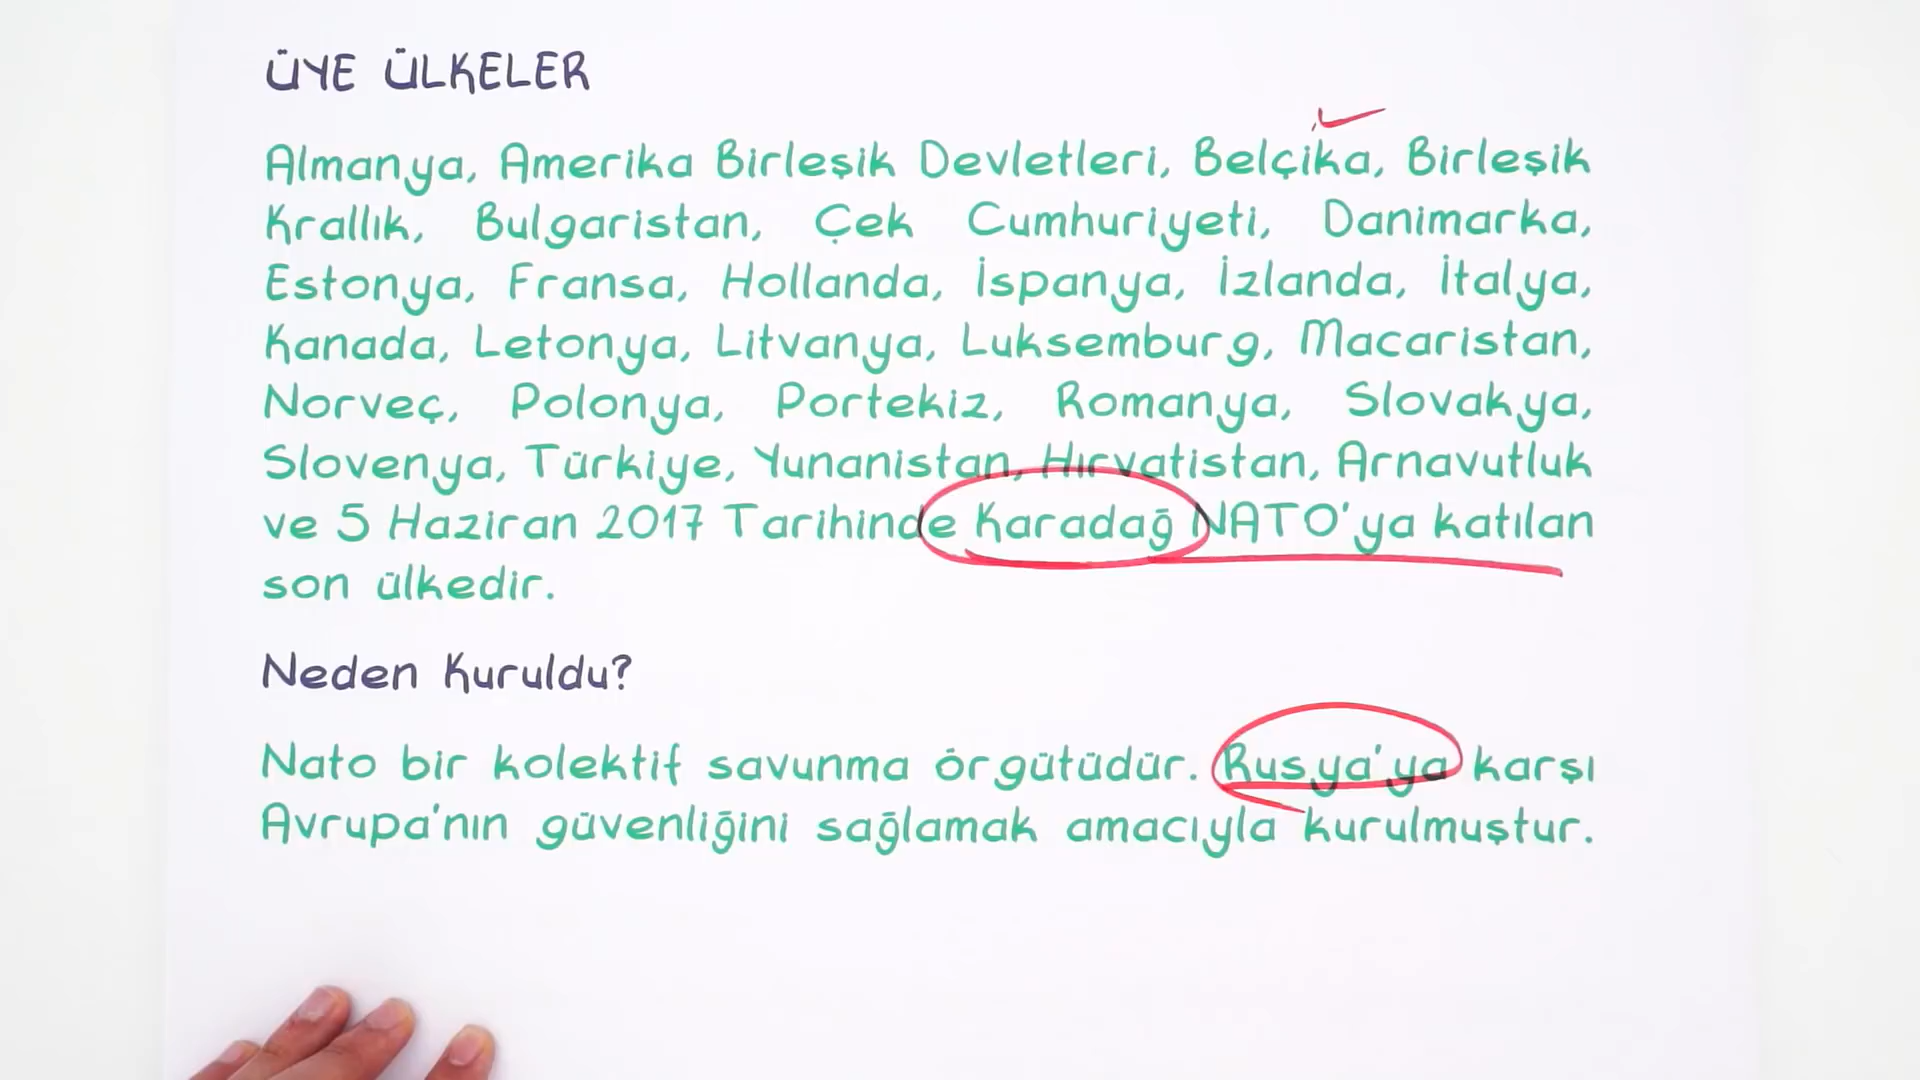 ÜYE ÜLKELER
Almanya, Amerika Birleşik Devletleri, Belçika, Birleşik
Krallık, Bulgaristan, Çek Cumhuriyeti, Danimarka,
Estonya, Fransa, Hollanda, İspanya, İzlanda, İtalya,
Kanada, Letonya, Litvanya, Luksemburg, Macaristan,
Norveç, Polonya, Portekiz, Romanya, Slovakya,
Slovenya, Türkiye, Yunanistan, Hırvatistan, Arnavutluk
ve 5 Haziran 2017 Tarihinde Karadağ NATO'ya katılan
son ülkedir.
Neden Kuruldu?
Nato bir kolektif savunma örgütüdür. Rusya'ya karşı
Avrupa'nın güvenliğini sağlamak amacıyla kurulmuştur.